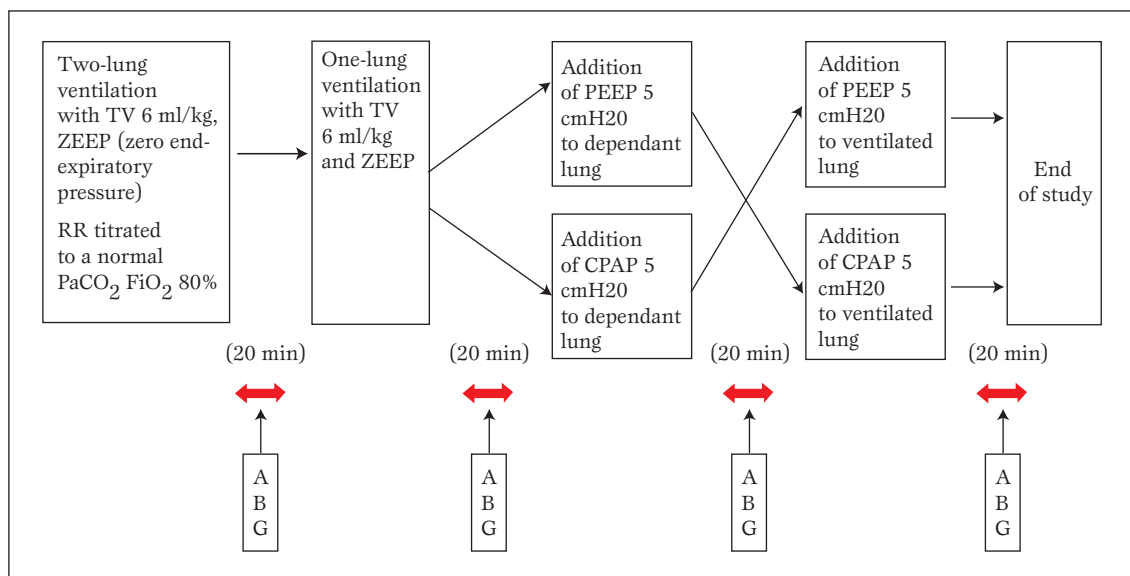 Two-lung
ventilation
with TV 6 ml/kg,
ZEEP (zero end-
expiratory
pressure)
RR titrated
to a normal
PaCO2 FiO2 80%
One-lung
ventilation
with TV
6 ml/kg
and ZEEP
Addition
of PEEP 5
cmH20
to dependant
lung
Addition
of CPAP 5
cmH20
to dependant
lung
Addition
of PEEP 5
cmH20
to ventilated
lung
Addition
of CPAP 5
cmH20
to ventilated
lung
End
of study
(20 min)
(20 min)
(20 min)
(20 min)
A
B
G
A
B
G
A
B
G
A
B
G